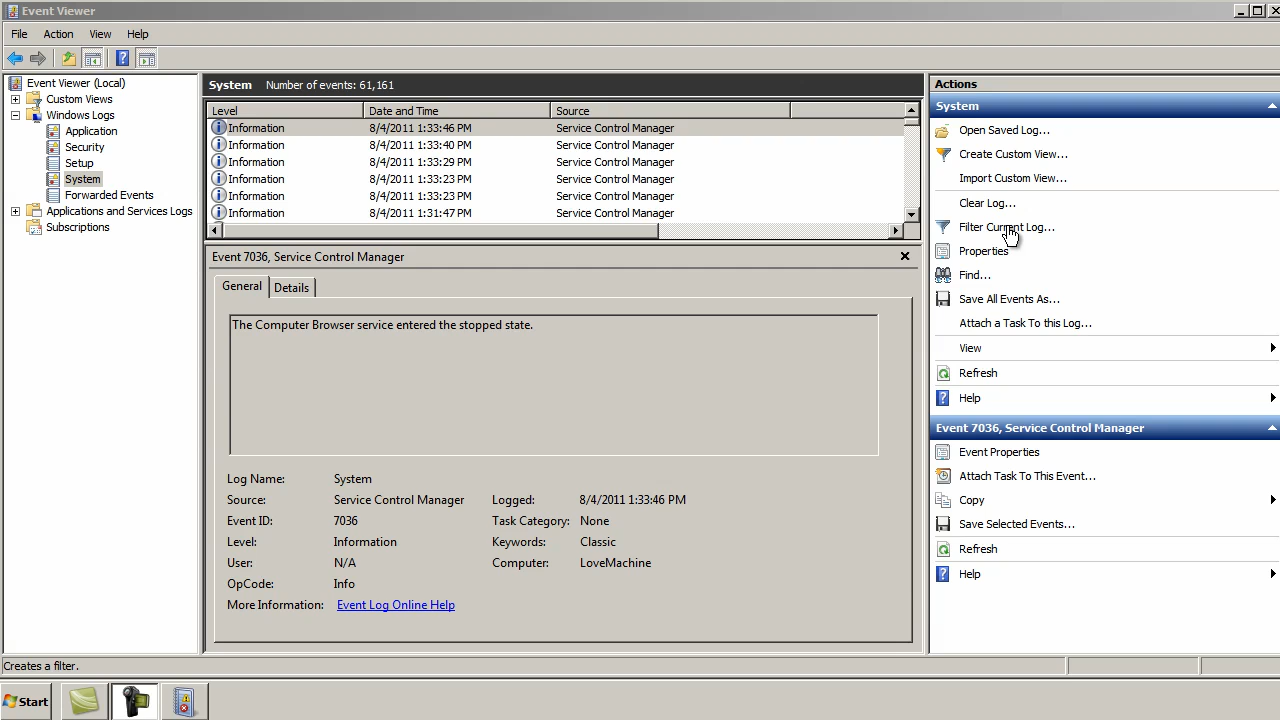 Event Viewer
File Action View Help
Event Viewer (Local)
Custom Views
Windows Logs
Application
Security
Setup
System
Forwarded Events
Applications and Services Logs
Subscriptions
System Number of events: 61,161
Level Date and Time Source
Information 8/4/2011 1:33:46 PM Service Control Manager
Information 8/4/2011 1:33:40 PM Service Control Manager
Information 8/4/2011 1:33:29 PM Service Control Manager
Information 8/4/2011 1:33:23 PM Service Control Manager
Information 8/4/2011 1:33:23 PM Service Control Manager
Information 8/4/2011 1:31:47 PM Service Control Manager
Event 7036, Service Control Manager
General Details
The Computer Browser service entered the stopped state.
Log Name: System
Source: Service Control Manager Logged: 8/4/2011 1:33:46 PM
Event ID: 7036 Task Category: None
Level: Information Keywords: Classic
User: N/A Computer: LoveMachine
OpCode: Info
More Information: Event Log Online Help
Actions
System
Open Saved Log...
Create Custom View...
Import Custom View...
Clear Log...
Filter Current Log...
Properties
Find...
Save All Events As...
Attach a Task To this Log...
View
Refresh
Help
Event 7036, Service Control Manager
Event Properties
Attach Task To This Event...
Copy
Save Selected Events...
Refresh
Help
Creates a filter.
Start